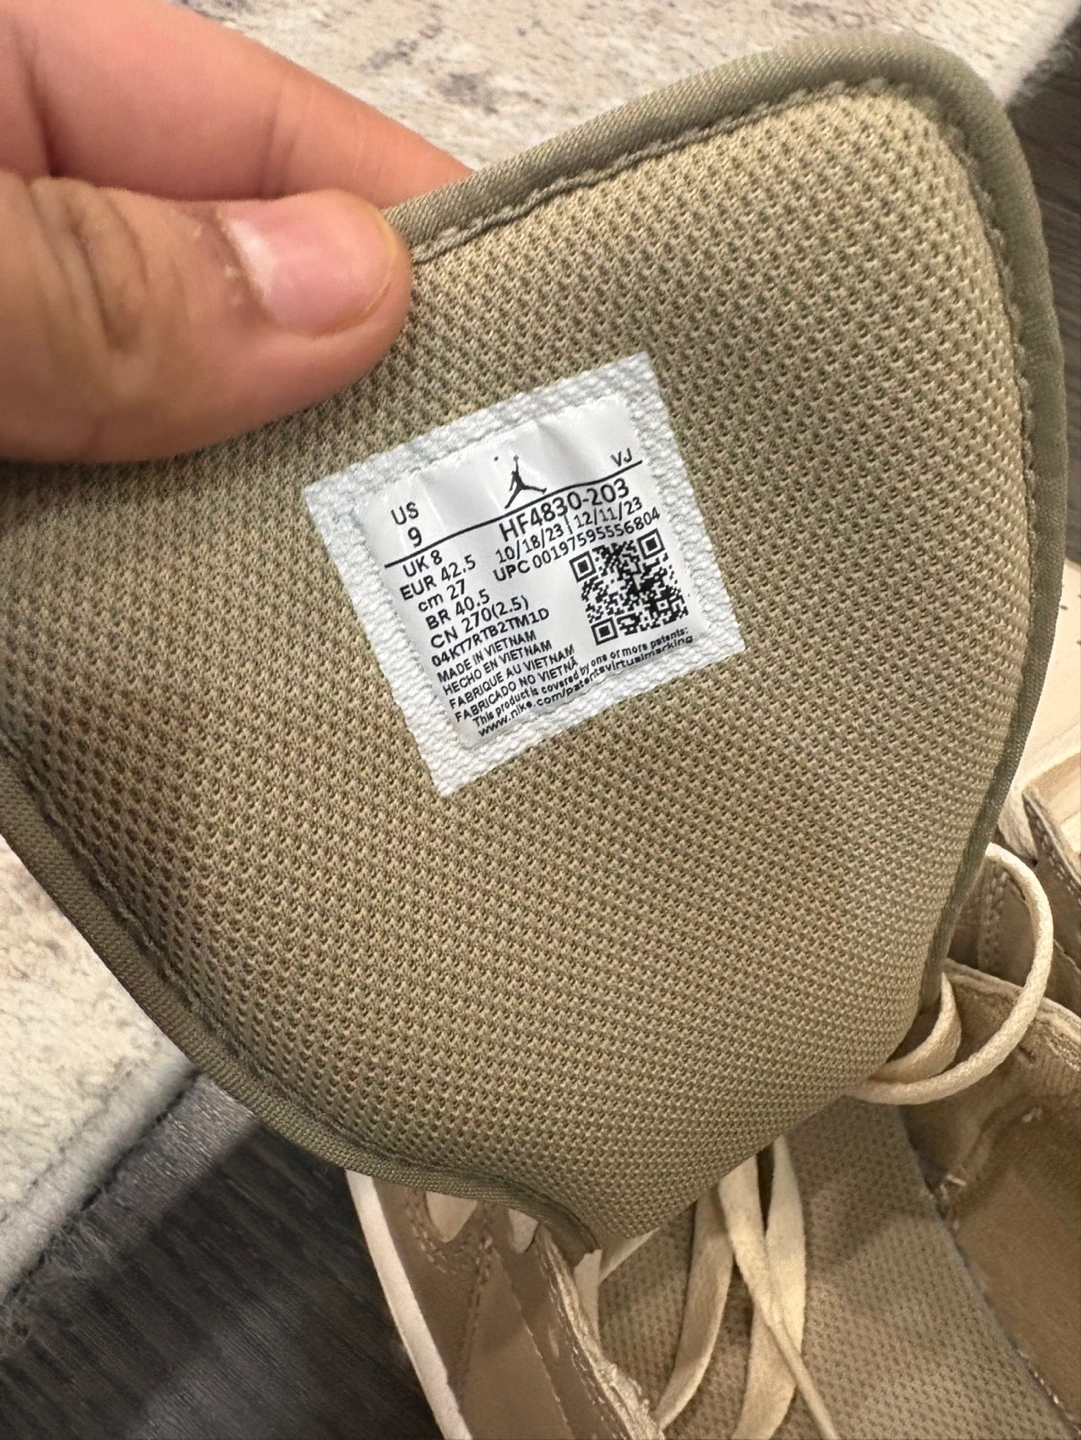 US VJ
9 HF4830-203
UK 8 10/18/23 | 12/11/23
EUR 42.5 UPC 00197595556804
cm 27
BR 40.5
CN 270(2.5)
04KT7RTB2TM1D
MADE IN VIETNAM
HECHO EN VIETNAM
FABRIQUE AU VIETNAM
FABRICADO NO VIETNÃ
This product is covered by one or more patents:
www.nike.com/patentsvirtualmarking